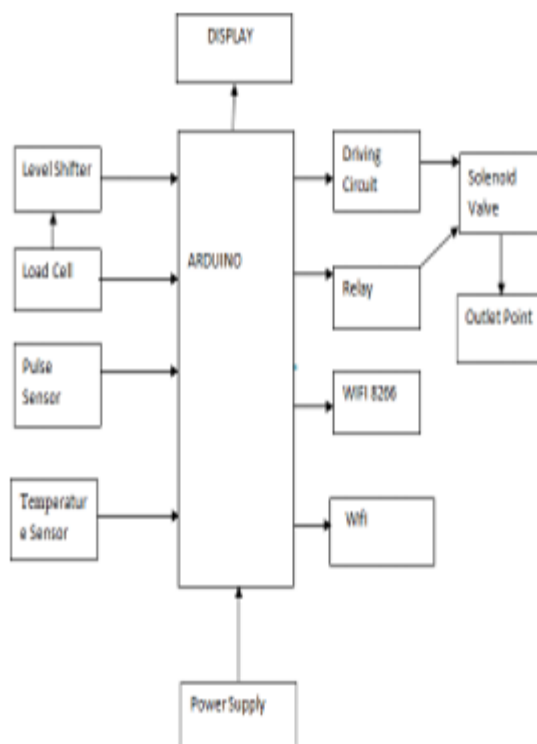 DISPLAY
Level Shifter
Load Cell
Pulse
Sensor
Temperatur
e Sensor
ARDUINO
Driving
Circuit
Relay
WIFI 8266
Wifi
Solenoid
Valve
Outlet Point
Power Supply